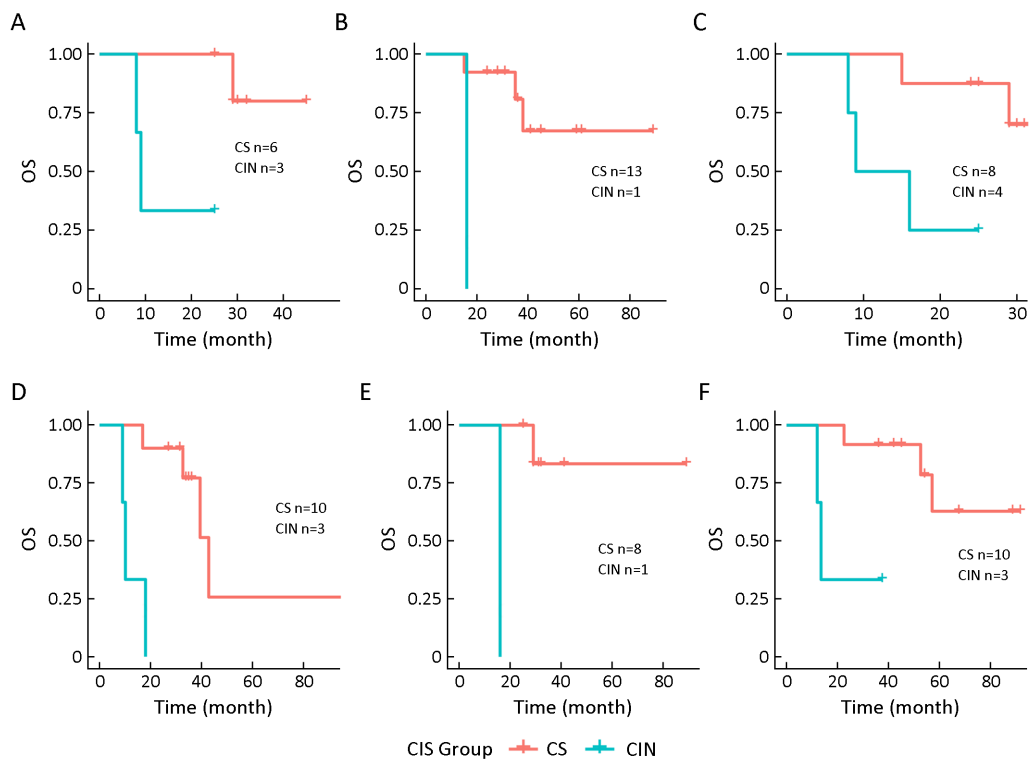 A
OS
1.00
0.75
0.50
0.25
0
CS n=6
CIN n=3
0 10 20 30 40
Time (month)
B
OS
1.00
0.75
0.50
0.25
0
CS n=13
CIN n=1
0 20 40 60 80
Time (month)
C
OS
1.00
0.75
0.50
0.25
0
CS n=8
CIN n=4
0 10 20 30
Time (month)
D
OS
1.00
0.75
0.50
0.25
0
CS n=10
CIN n=3
0 20 40 60 80
Time (month)
E
OS
1.00
0.75
0.50
0.25
0
CS n=8
CIN n=1
0 20 40 60 80
Time (month)
F
OS
1.00
0.75
0.50
0.25
0
CS n=10
CIN n=3
0 20 40 60 80
Time (month)
CIS Group CS CIN